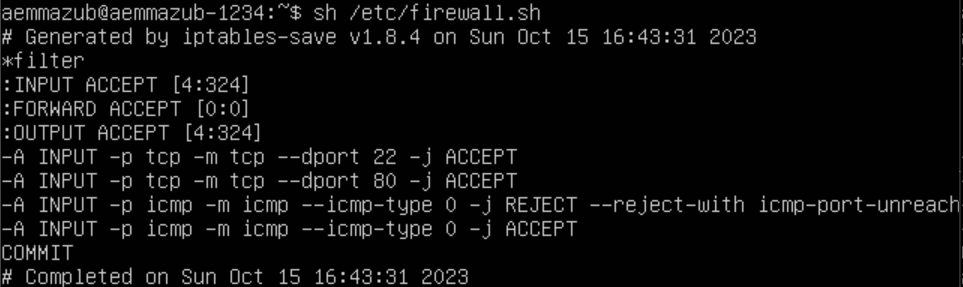 aemmazub@aemmazub-1234:~$ sh /etc/firewall.sh
# Generated by iptables-save v1.8.4 on Sun Oct 15 16:43:31 2023
*filter
:INPUT ACCEPT [4:324]
:FORWARD ACCEPT [0:0]
:OUTPUT ACCEPT [4:324]
-A INPUT -p tcp -m tcp --dport 22 -j ACCEPT
-A INPUT -p tcp -m tcp --dport 80 -j ACCEPT
-A INPUT -p icmp -m icmp --icmp-type 0 -j REJECT --reject-with icmp-port-unreach
-A INPUT -p icmp -m icmp --icmp-type 0 -j ACCEPT
COMMIT
# Completed on Sun Oct 15 16:43:31 2023